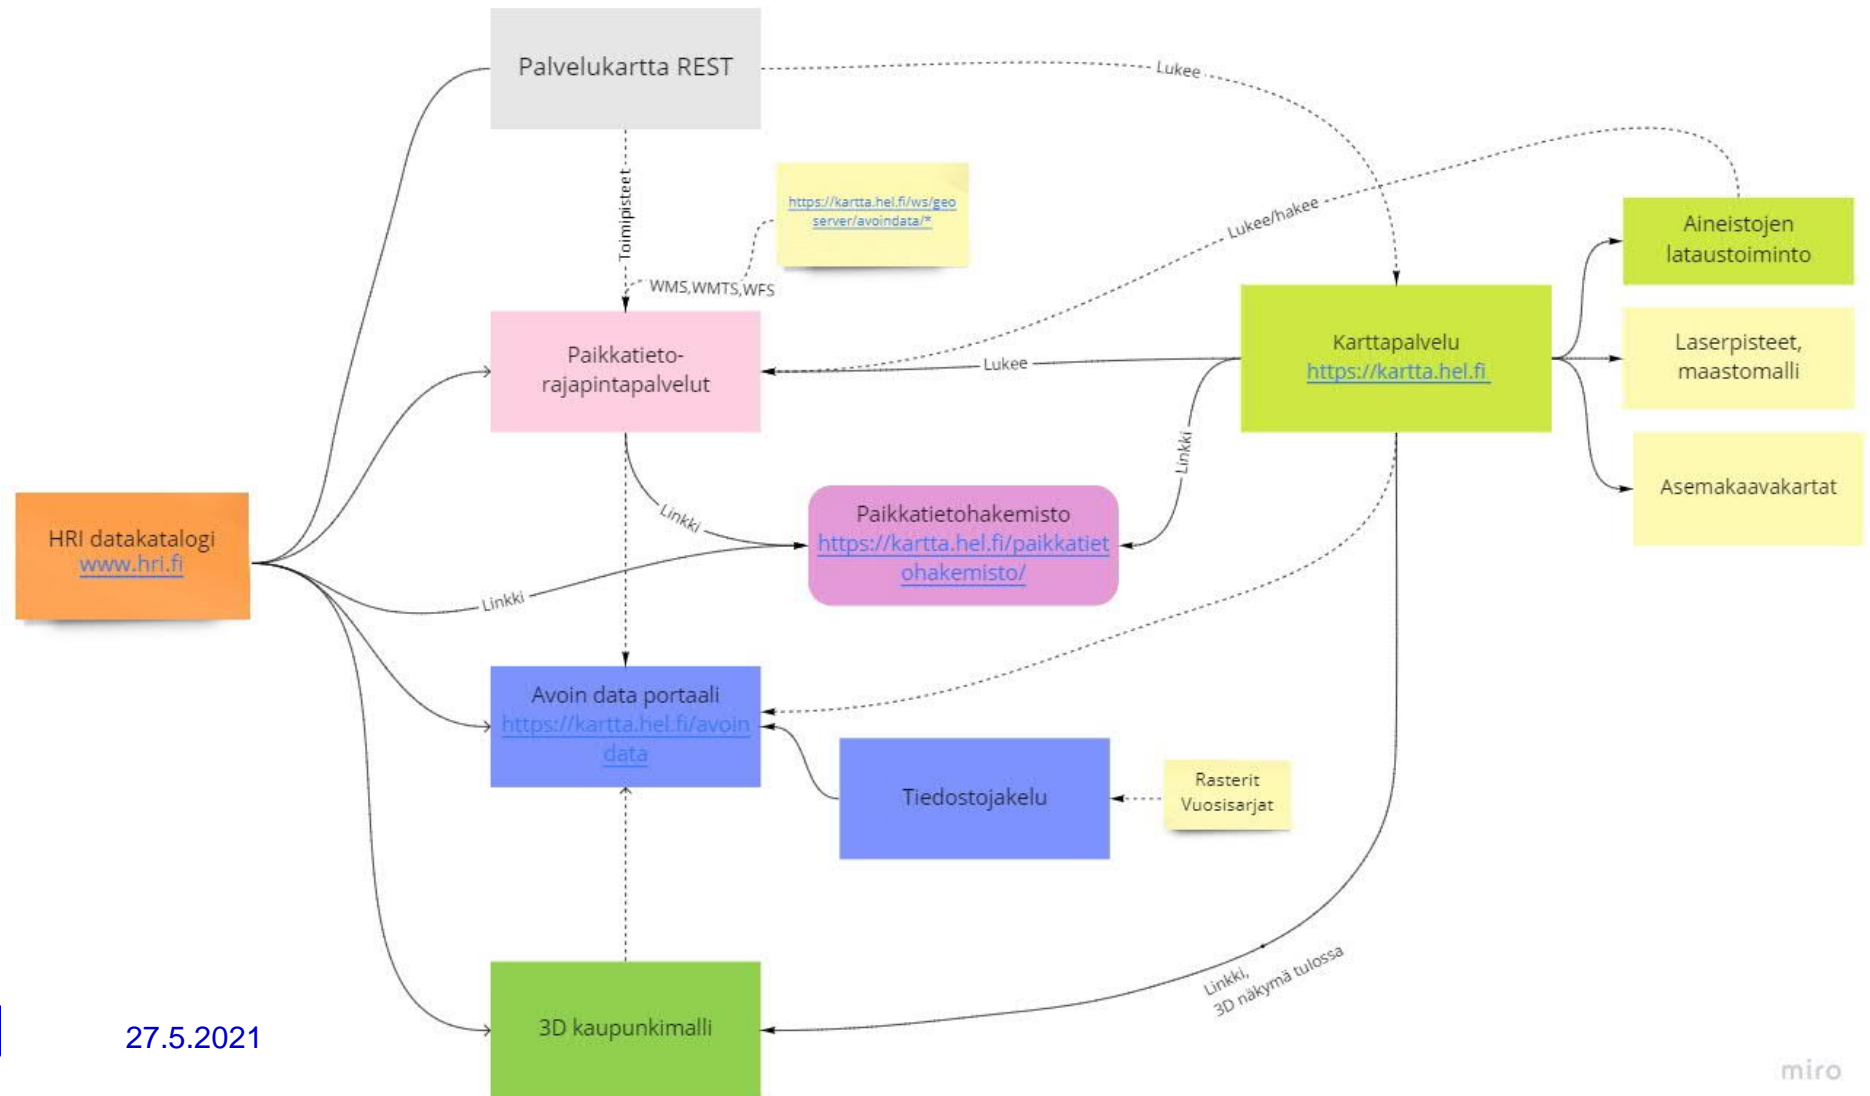 Palvelukartta REST
Lukee
Toimipisteet
https://kartta.hel.fi/ws/geo
server/avoindata/*
WMS,WMTS,WFS
Lukee/hakee
Aineistojen
lataustoiminto
Paikkatieto-
rajapintapalvelut
Lukee
Karttapalvelu
https://kartta.hel.fi
Laserpisteet,
maastomalli
Linkki
Asemakaavakartat
HRI datakatalogi
www.hri.fi
Linkki
Paikkatietohakemisto
https://kartta.hel.fi/paikkatiet
ohakemisto/
Linkki
Avoin data portaali
https://kartta.hel.fi/avoin
data
Tiedostojakelu
Rasterit
Vuosisarjat
Linkki,
3D näkymä tulossa
3D kaupunkimalli
27.5.2021
miro